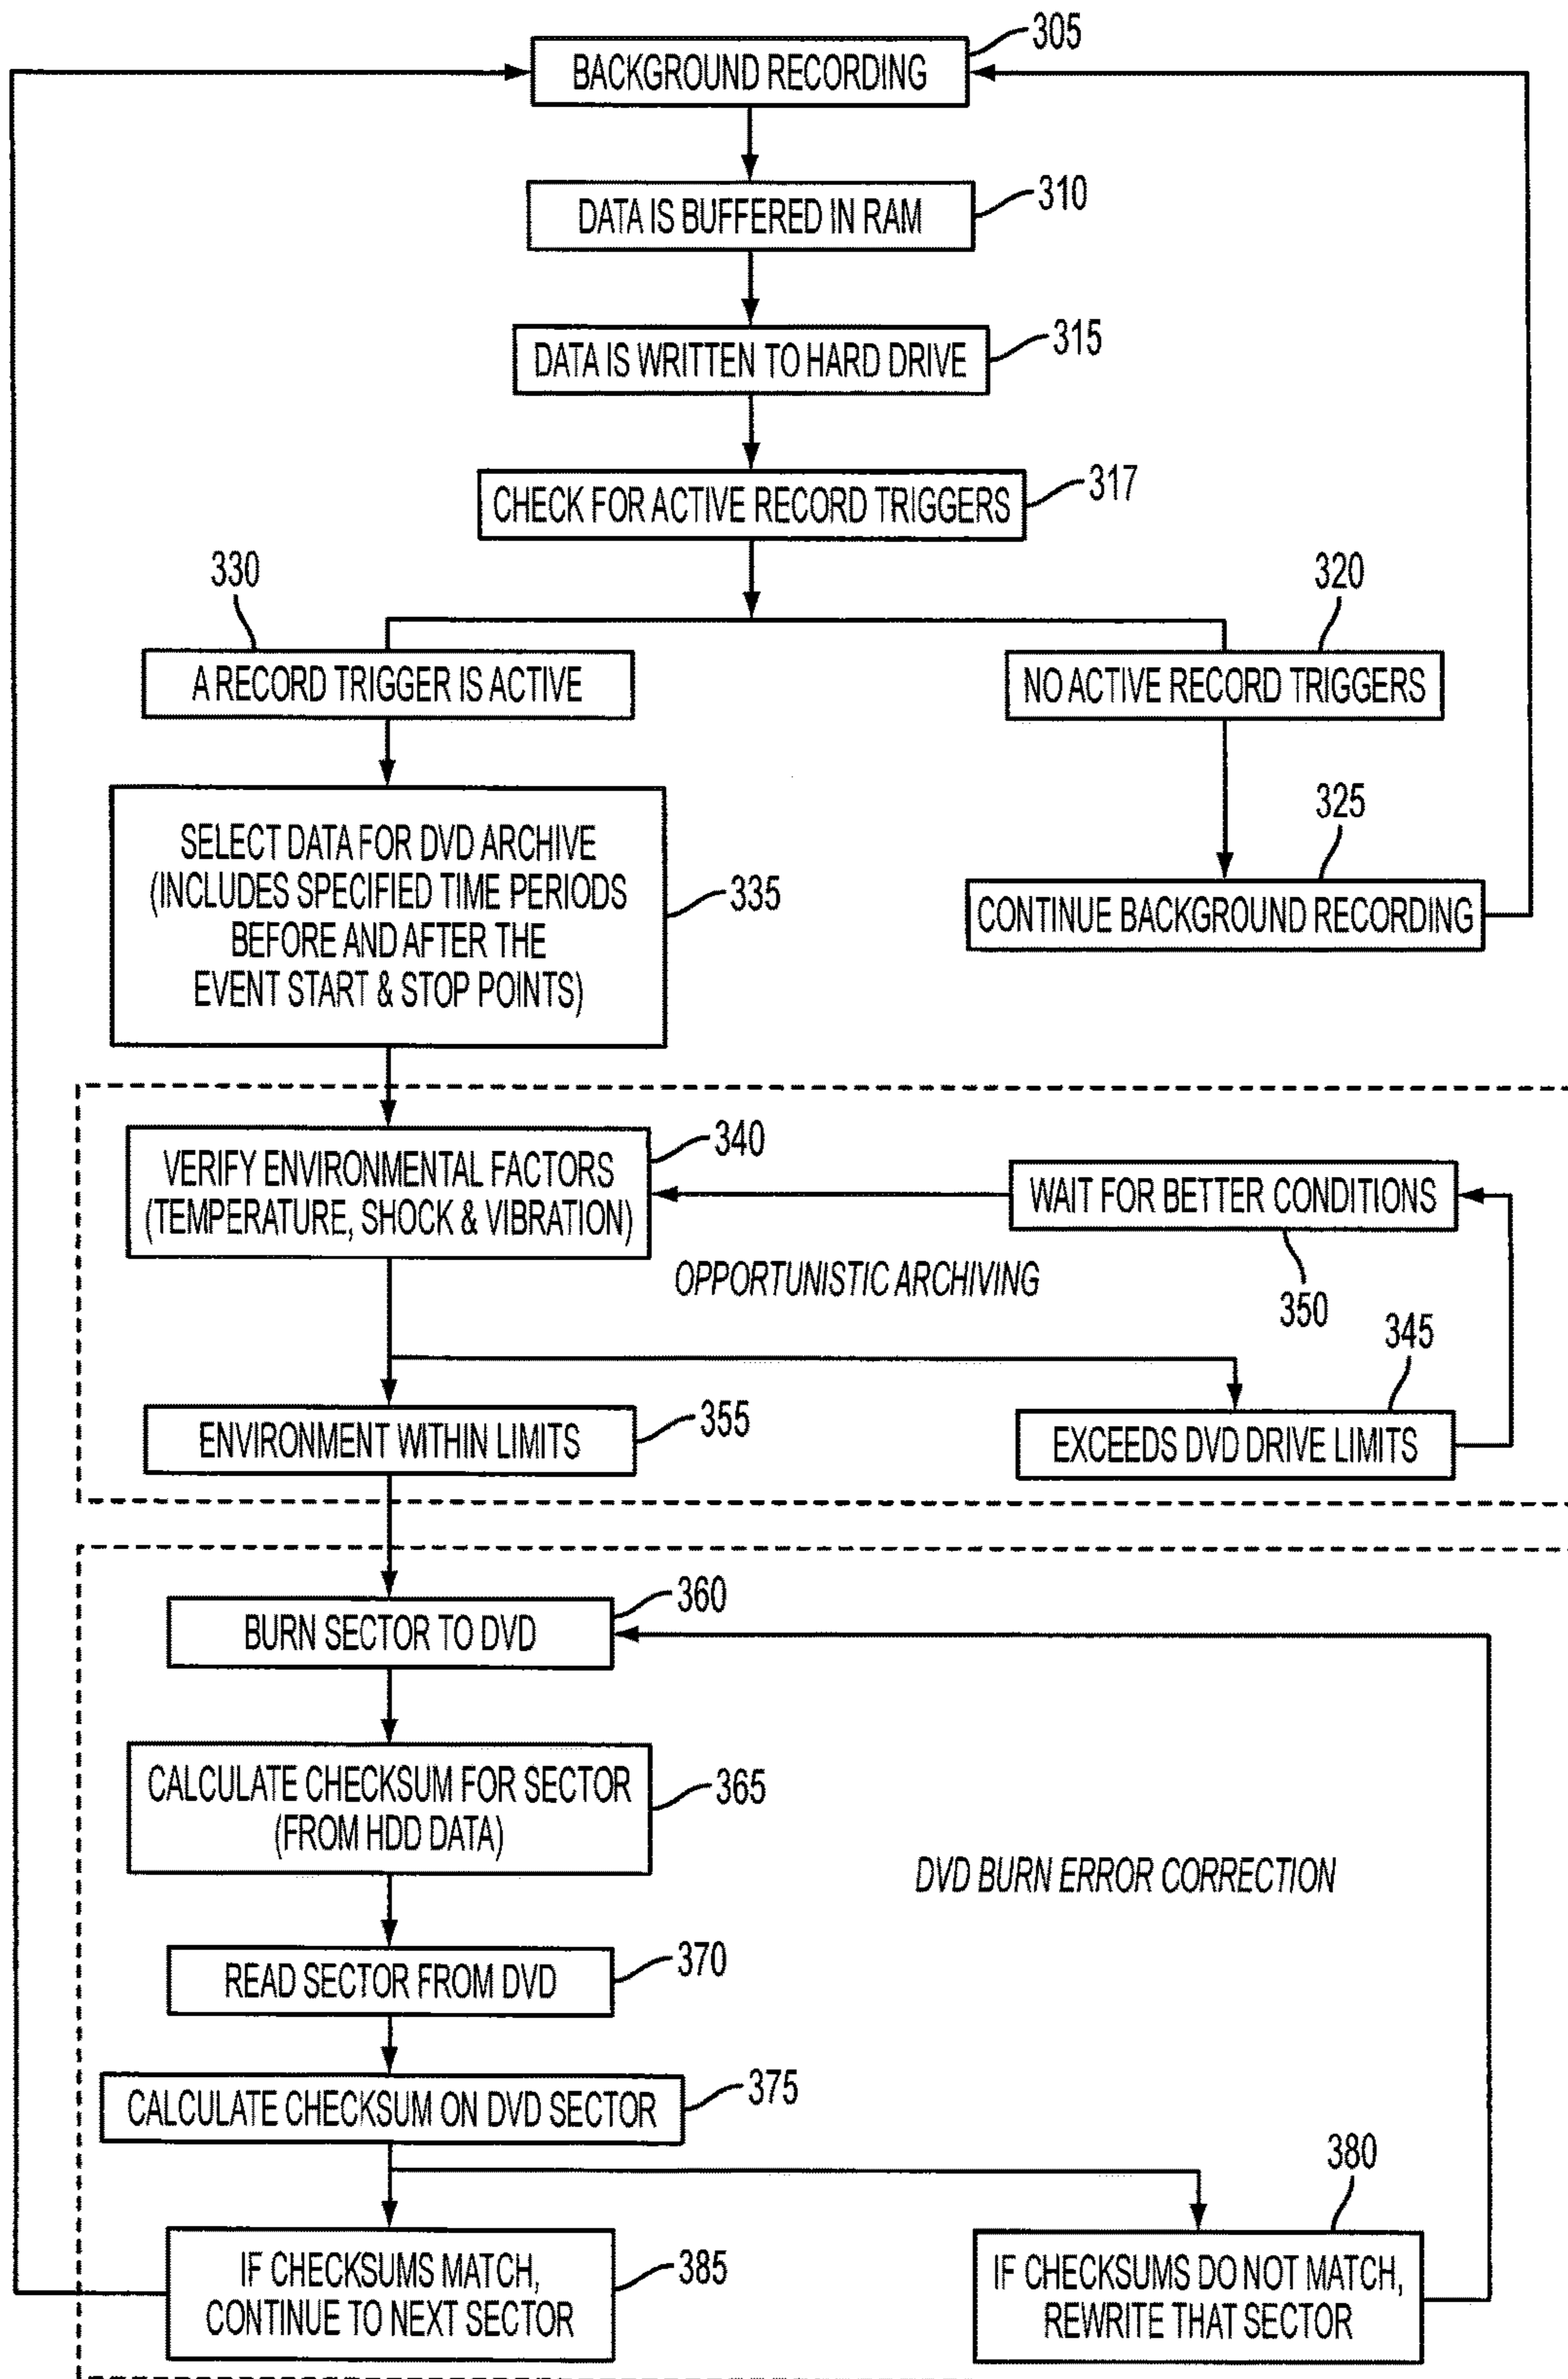 305
BACKGROUND RECORDING
310
DATA IS BUFFERED IN RAM
315
DATA IS WRITTEN TO HARD DRIVE
317
CHECK FOR ACTIVE RECORD TRIGGERS
330
A RECORD TRIGGER IS ACTIVE
320
NO ACTIVE RECORD TRIGGERS
SELECT DATA FOR DVD ARCHIVE
(INCLUDES SPECIFIED TIME PERIODS
BEFORE AND AFTER THE
EVENT START & STOP POINTS)
335
325
CONTINUE BACKGROUND RECORDING
340
VERIFY ENVIRONMENTAL FACTORS
(TEMPERATURE, SHOCK & VIBRATION)
WAIT FOR BETTER CONDITIONS
350
OPPORTUNISTIC ARCHIVING
345
ENVIRONMENT WITHIN LIMITS
355
EXCEEDS DVD DRIVE LIMITS
360
BURN SECTOR TO DVD
CALCULATE CHECKSUM FOR SECTOR
(FROM HDD DATA)
365
DVD BURN ERROR CORRECTION
READ SECTOR FROM DVD
370
CALCULATE CHECKSUM ON DVD SECTOR
375
380
IF CHECKSUMS MATCH,
CONTINUE TO NEXT SECTOR
385
IF CHECKSUMS DO NOT MATCH,
REWRITE THAT SECTOR